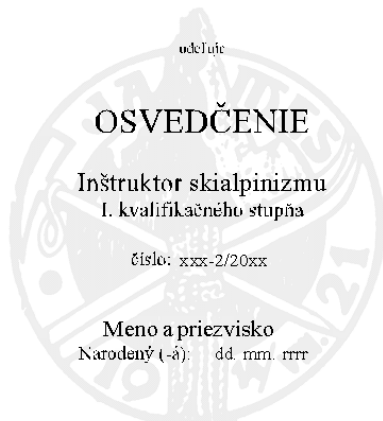 udeľuje
OSVEDČENIE
Inštruktor skialpinizmu
I. kvalifikačného stupňa
číslo: xxx-2/20xx
Meno a priezvisko
Narodený (-á): dd. mm. rrrr